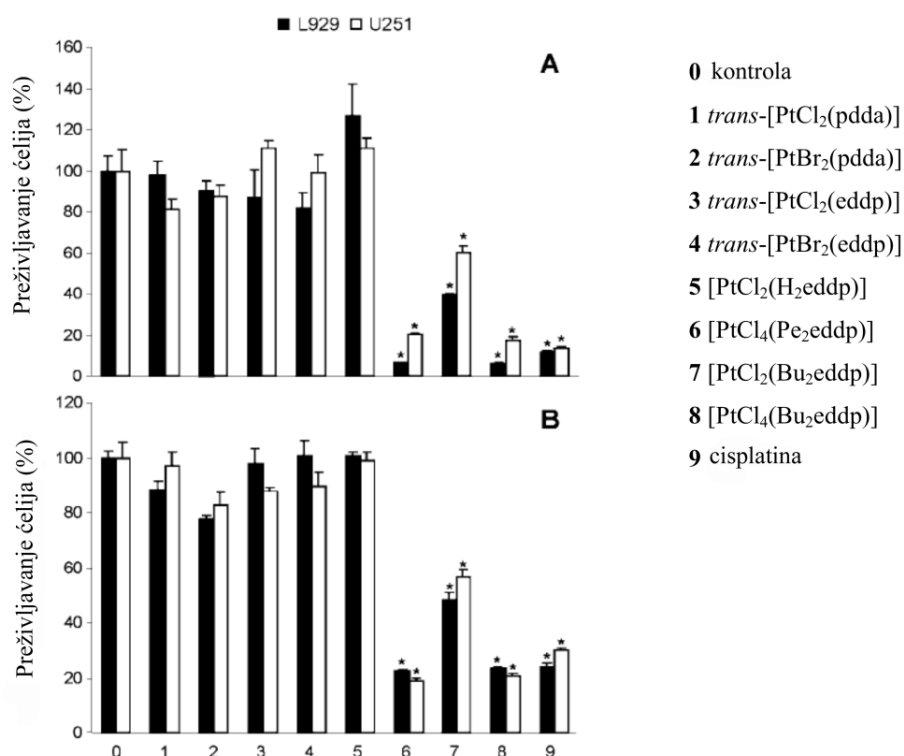 ■ L929 □ U251
A
Preživljavanje ćelija (%)
160
140
120
100
80
60
40
20
0
* * * * * * * *
B
Preživljavanje ćelija (%)
120
100
80
60
40
20
0
* * * * * * * *
0 1 2 3 4 5 6 7 8 9
0 kontrola
1 trans-[PtCl₂(pdda)]
2 trans-[PtBr₂(pdda)]
3 trans-[PtCl₂(eddp)]
4 trans-[PtBr₂(eddp)]
5 [PtCl₂(H₂eddp)]
6 [PtCl₄(Pe₂eddp)]
7 [PtCl₂(Bu₂eddp)]
8 [PtCl₄(Bu₂eddp)]
9 cisplatina